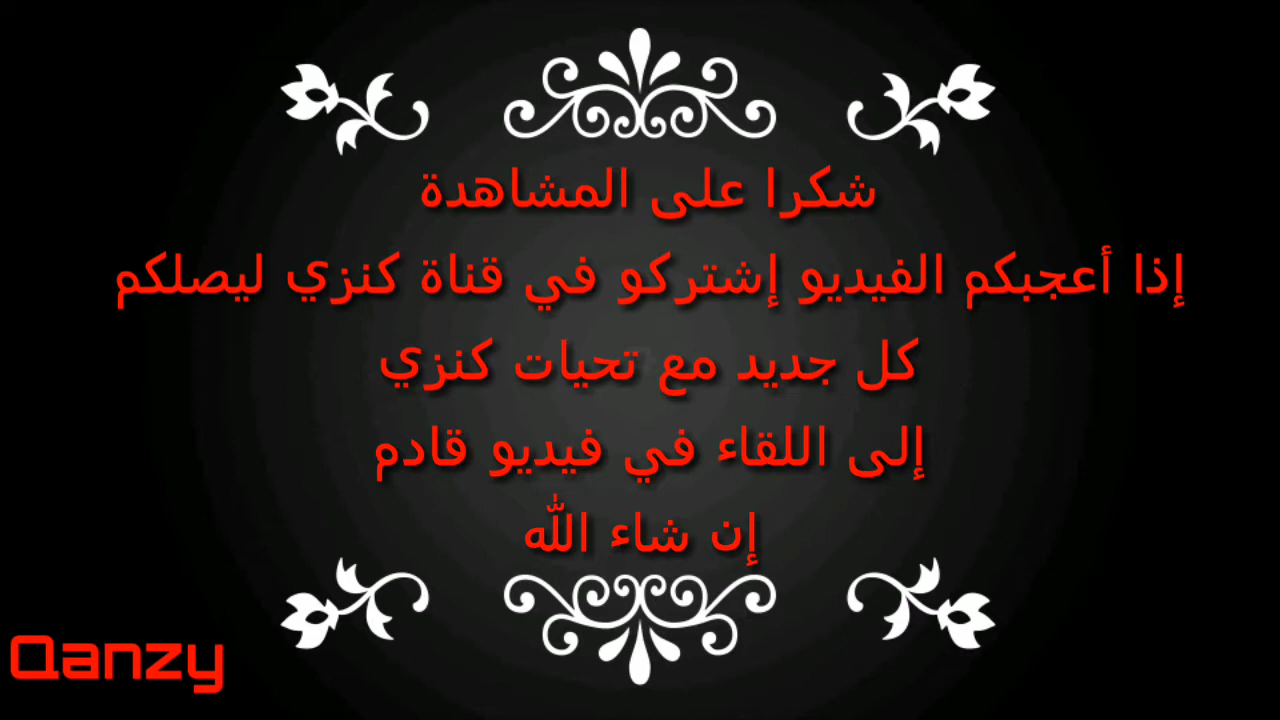 شكرا على المشاهدة
إذا أعجبكم الفيديو إشتركو في قناة كنزي ليصلكم
كل جديد مع تحيات كنزي
إلى اللقاء في فيديو قادم
إن شاء الله
Qanzy